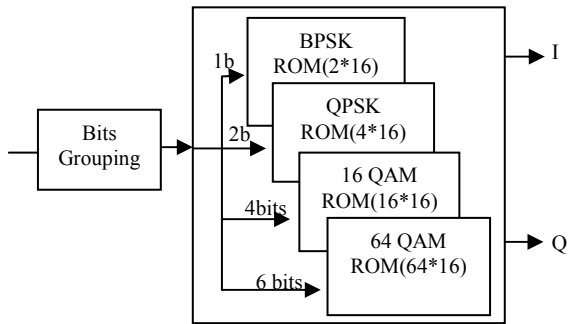 BPSK
ROM(2*16)
1b
I
QPSK
ROM(4*16)
2b
Bits
Grouping
16 QAM
ROM(16*16)
4bits
64 QAM
ROM(64*16)
Q
6 bits